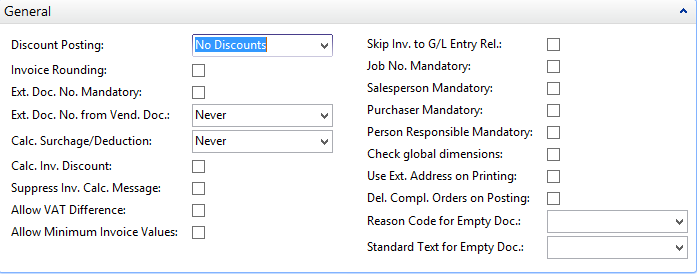 General
Discount Posting: No Discounts
Invoice Rounding:
Ext. Doc. No. Mandatory:
Ext. Doc. No. from Vend. Doc.: Never
Calc. Surchage/Deduction: Never
Calc. Inv. Discount:
Suppress Inv. Calc. Message:
Allow VAT Difference:
Allow Minimum Invoice Values:
Skip Inv. to G/L Entry Rel.:
Job No. Mandatory:
Salesperson Mandatory:
Purchaser Mandatory:
Person Responsible Mandatory:
Check global dimensions:
Use Ext. Address on Printing:
Del. Compl. Orders on Posting:
Reason Code for Empty Doc.:
Standard Text for Empty Doc.: